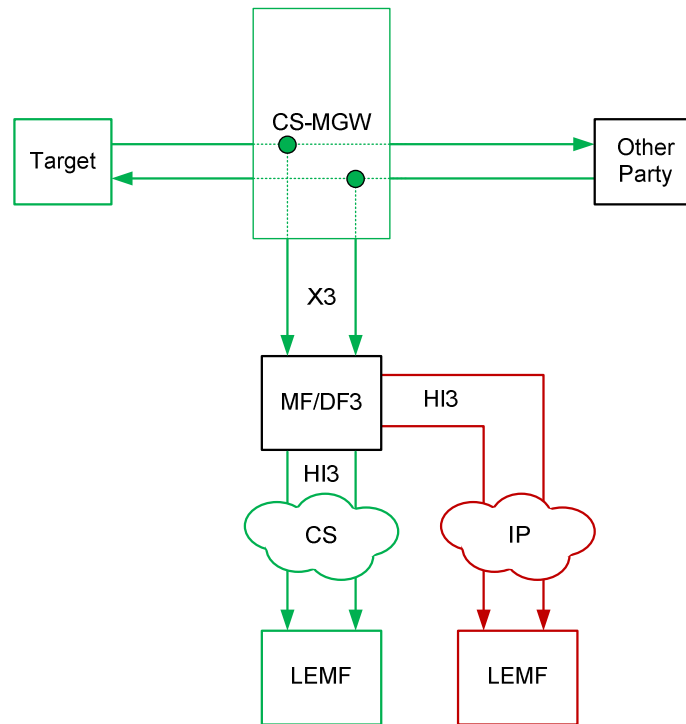 CS-MGW
Target
Other
Party
X3
MF/DF3
HI3
HI3
CS
IP
LEMF
LEMF